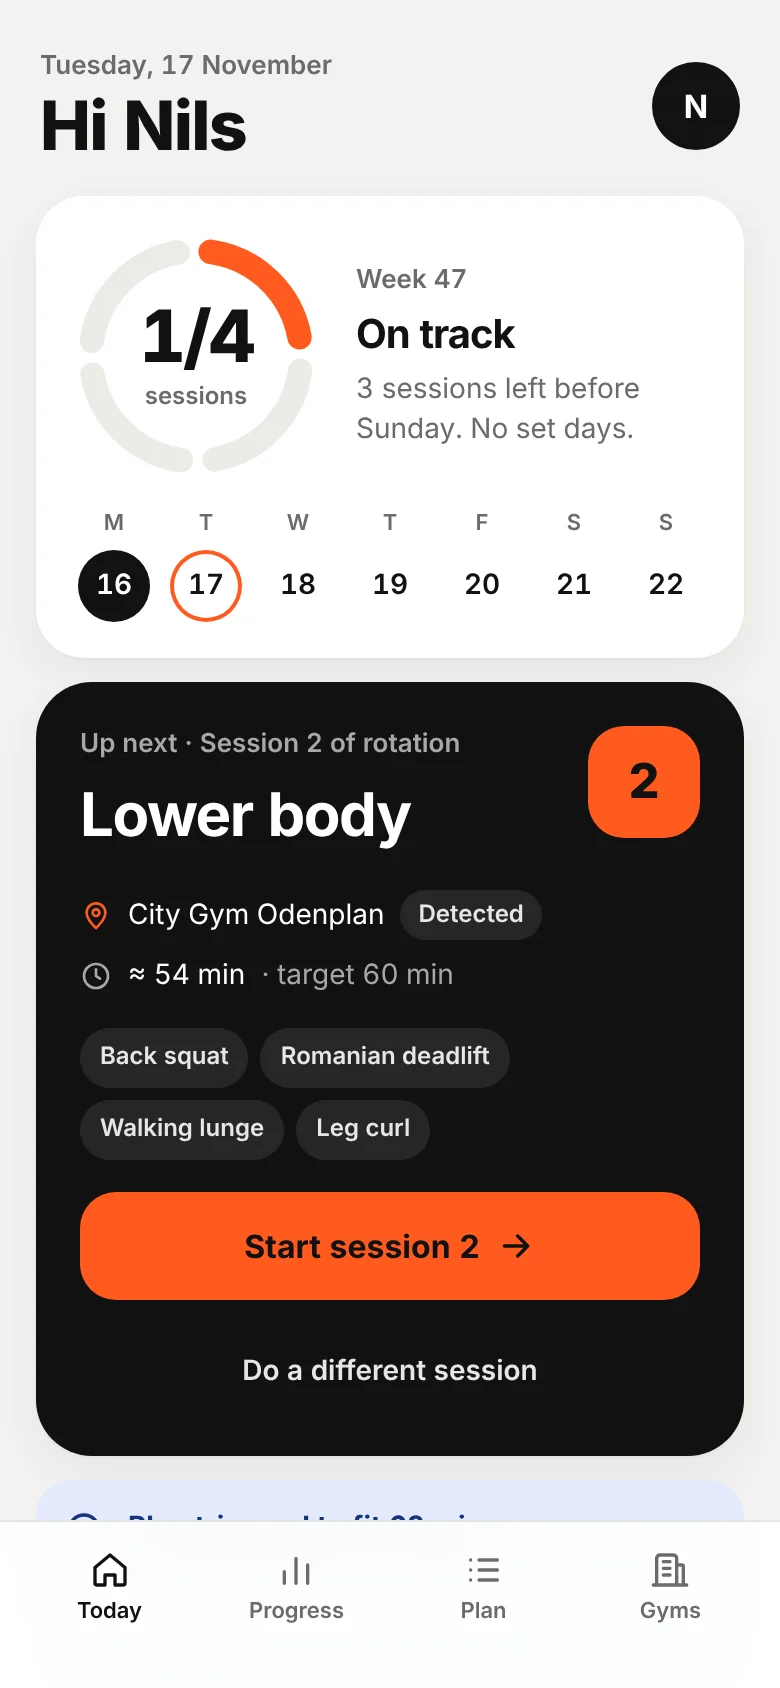 Tuesday, 17 November
Hi Nils
N
1/4
sessions
Week 47
On track
3 sessions left before
Sunday. No set days.
M T W T F S S
16 17 18 19 20 21 22
Up next · Session 2 of rotation
2
Lower body
City Gym Odenplan Detected
≈ 54 min · target 60 min
Back squat Romanian deadlift
Walking lunge Leg curl
Start session 2 →
Do a different session
Today Progress Plan Gyms